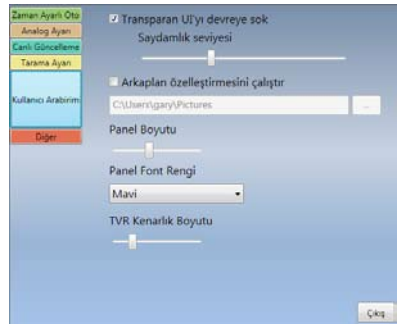 Zaman Ayarlı Oto
Analog Ayarı
Canlı Güncelleme
Tarama Ayarı
Kullanıcı Arabirimi
Diğer
Transparan UI'yı devreye sok
Saydamlık seviyesi
Arkaplan özelleştirmesini çalıştır
C:\Users\gary\Pictures
...
Panel Boyutu
Panel Font Rengi
Mavi
TVR Kenarlık Boyutu
Çıkış